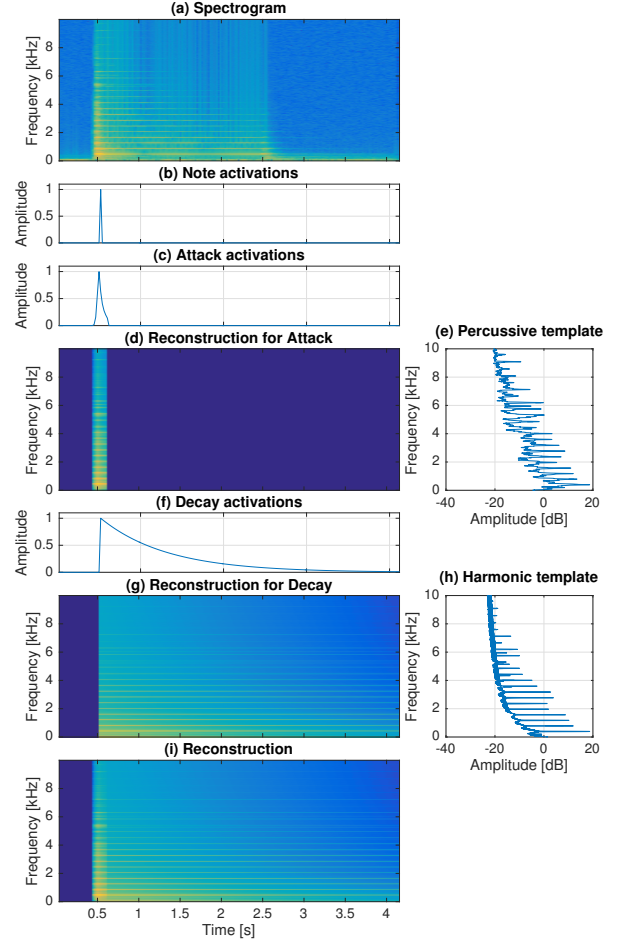 (a) Spectrogram
Frequency [kHz]
8
6
4
2
0
(b) Note activations
Amplitude
1
0.5
0
(c) Attack activations
Amplitude
1
0.5
0
(d) Reconstruction for Attack
Frequency [kHz]
8
6
4
2
0
(e) Percussive template
Frequency [kHz]
10
8
6
4
2
0
-40 -20 0 20
Amplitude [dB]
(f) Decay activations
Amplitude
1
0.5
0
(g) Reconstruction for Decay
Frequency [kHz]
8
6
4
2
0
(h) Harmonic template
Frequency [kHz]
10
8
6
4
2
0
-40 -20 0 20
Amplitude [dB]
(i) Reconstruction
Frequency [kHz]
8
6
4
2
0
0.5 1 1.5 2 2.5 3 3.5 4
Time [s]